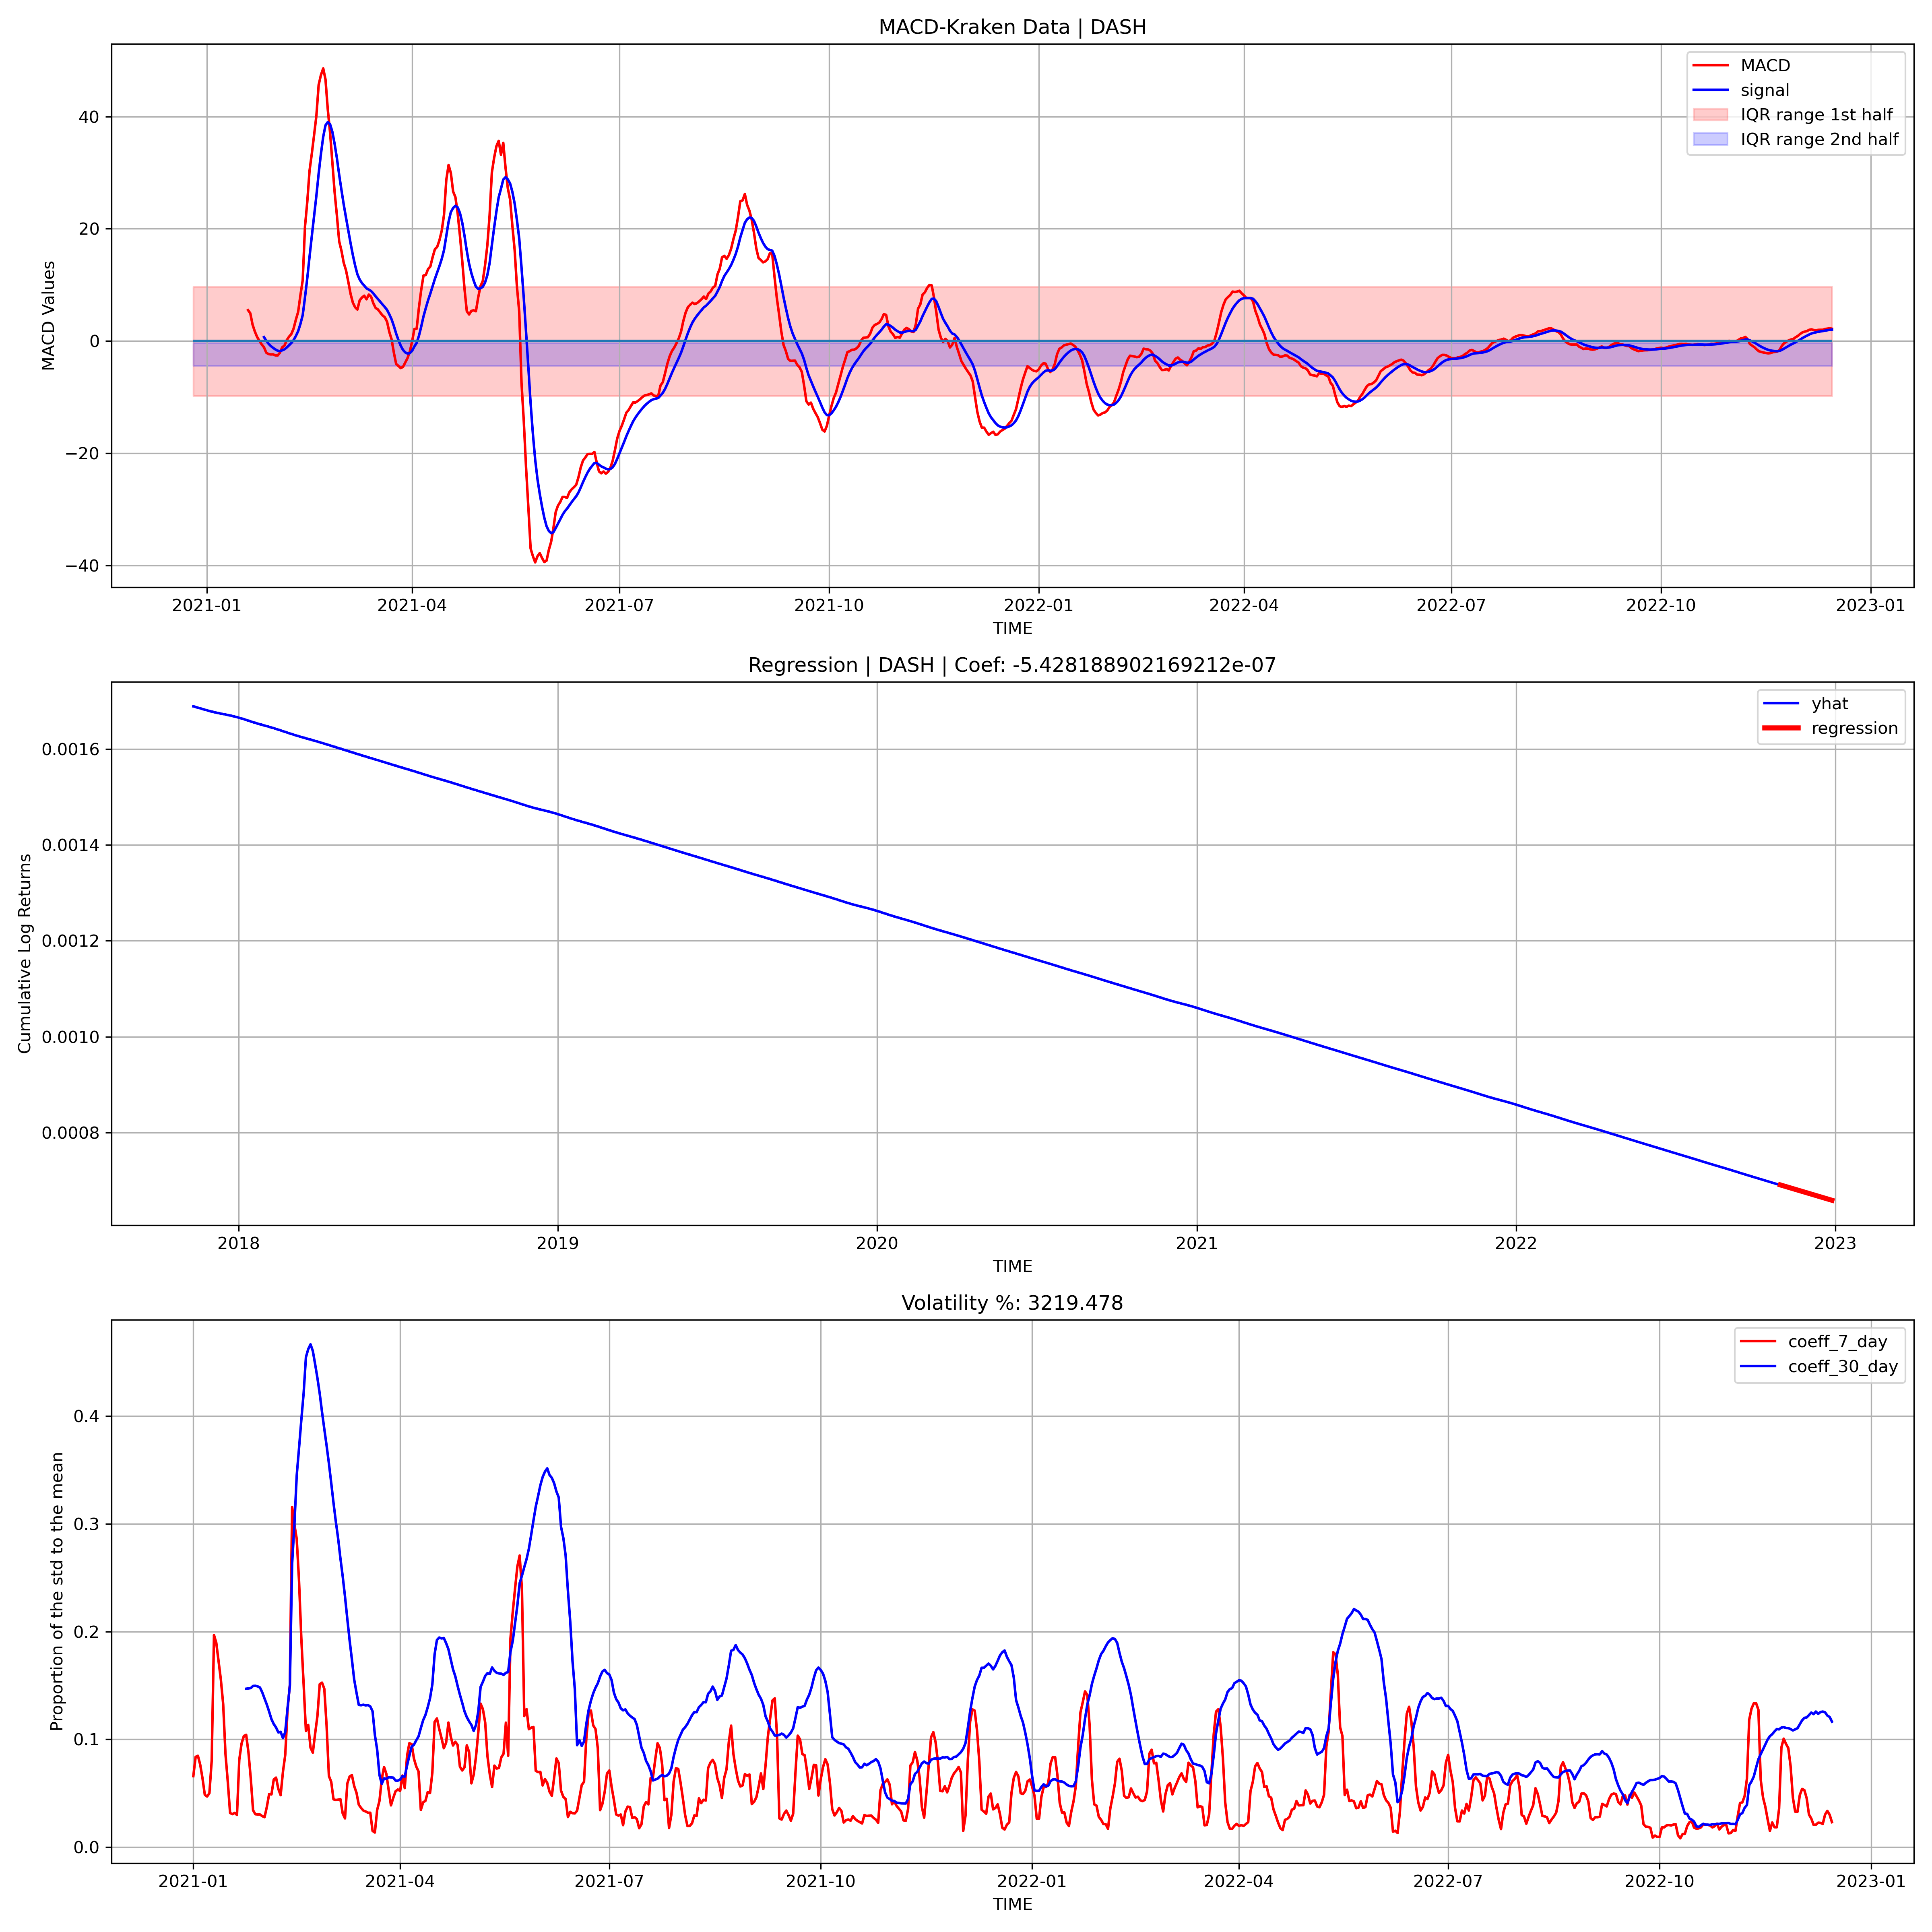 MACD-Kraken Data | DASH
MACD Values
40
20
0
−20
−40
MACD
signal
IQR range 1st half
IQR range 2nd half
2021-01 2021-04 2021-07 2021-10 2022-01 2022-04 2022-07 2022-10 2023-01
TIME
Regression | DASH | Coef: -5.428188902169212e-07
Cumulative Log Returns
0.0016
0.0014
0.0012
0.0010
0.0008
yhat
regression
2018 2019 2020 2021 2022 2023
TIME
Volatility %: 3219.478
Proportion of the std to the mean
0.4
0.3
0.2
0.1
0.0
coeff_7_day
coeff_30_day
2021-01 2021-04 2021-07 2021-10 2022-01 2022-04 2022-07 2022-10 2023-01
TIME